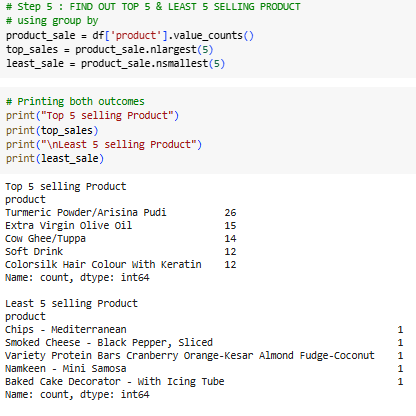 # Step 5 : FIND OUT TOP 5 & LEAST 5 SELLING PRODUCT
# using group by
product_sale = df['product'].value_counts()
top_sales = product_sale.nlargest(5)
least_sale = product_sale.nsmallest(5)
# Printing both outcomes
print("Top 5 selling Product")
print(top_sales)
print("\nLeast 5 selling Product")
print(least_sale)
Top 5 selling Product
product
Turmeric Powder/Arisina Pudi 26
Extra Virgin Olive Oil 15
Cow Ghee/Tuppa 14
Soft Drink 12
Colorsilk Hair Colour With Keratin 12
Name: count, dtype: int64
Least 5 selling Product
product
Chips - Mediterranean 1
Smoked Cheese - Black Pepper, Sliced 1
Variety Protein Bars Cranberry Orange-Kesar Almond Fudge-Coconut 1
Namkeen - Mini Samosa 1
Baked Cake Decorator - With Icing Tube 1
Name: count, dtype: int64